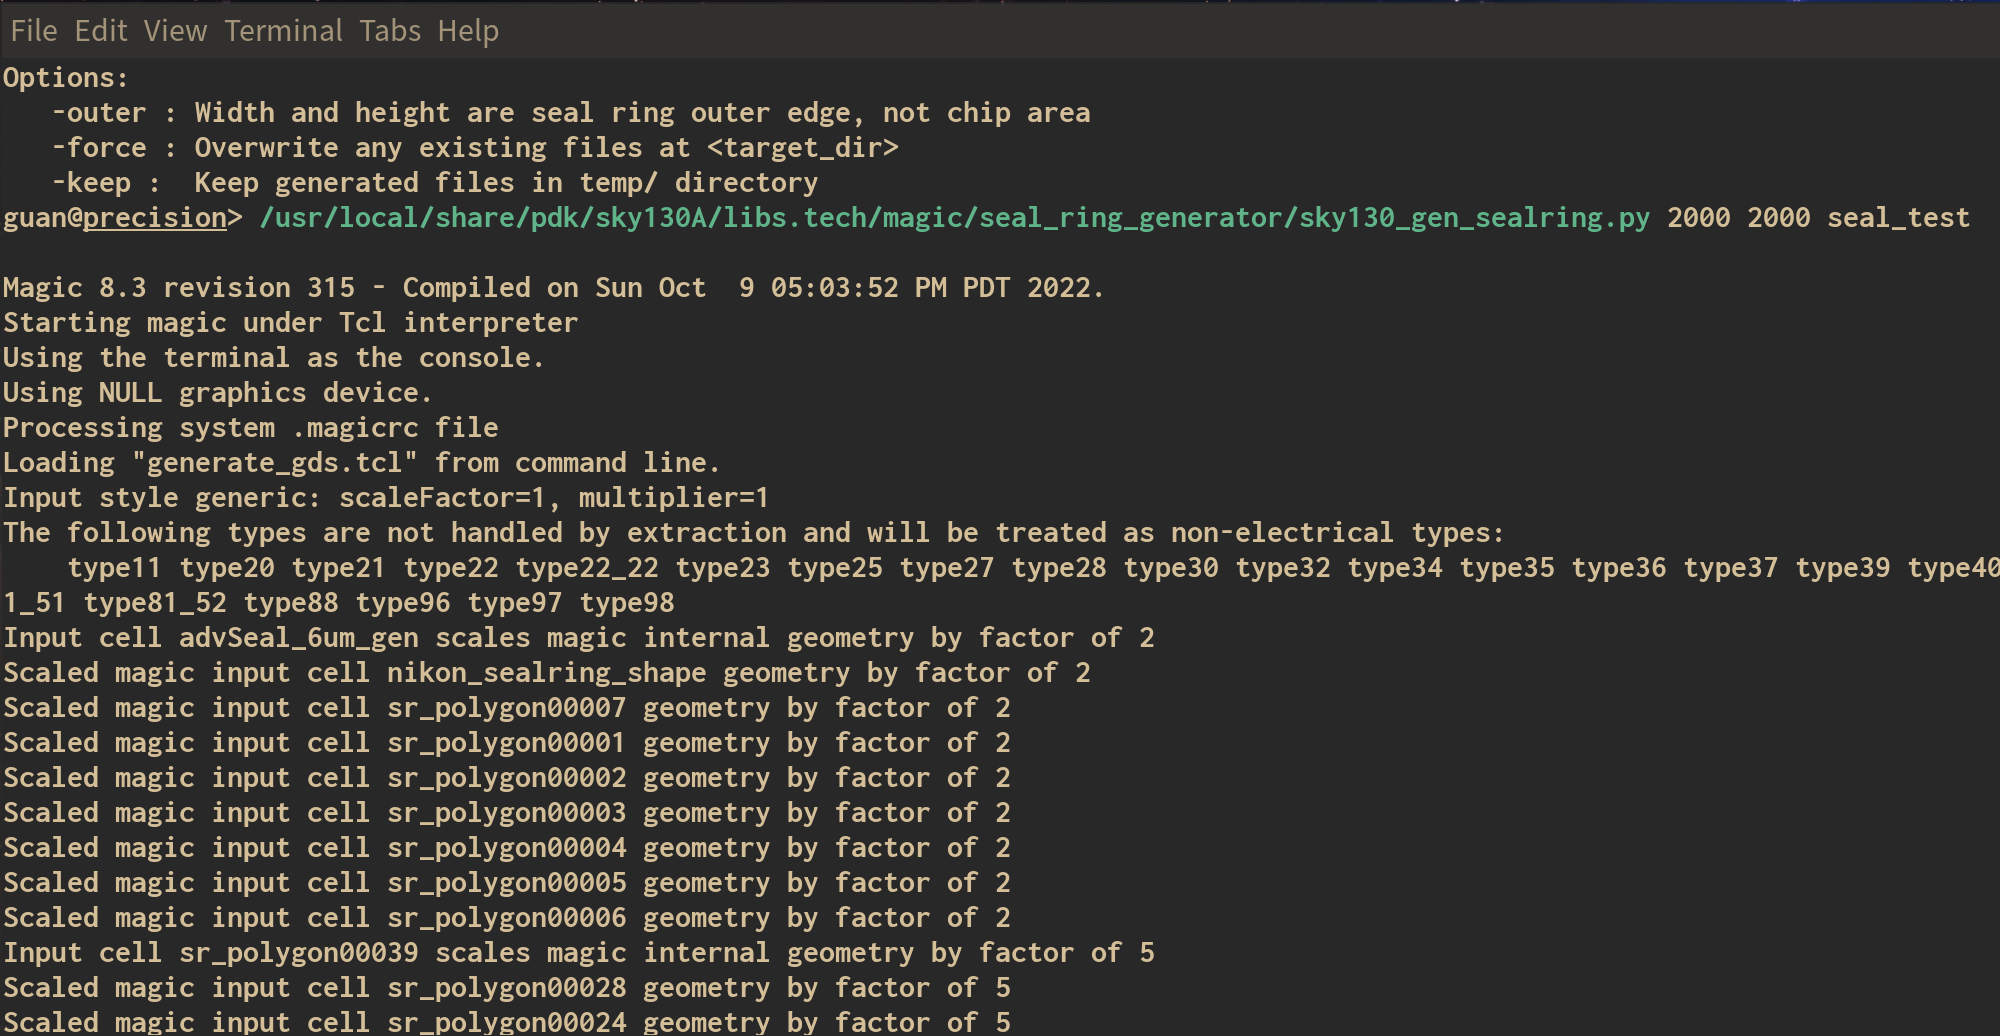 File Edit View Terminal Tabs Help
Options:
   -outer : Width and height are seal ring outer edge, not chip area
   -force : Overwrite any existing files at <target_dir>
   -keep :  Keep generated files in temp/ directory
guan@precision> /usr/local/share/pdk/sky130A/libs.tech/magic/seal_ring_generator/sky130_gen_sealring.py 2000 2000 seal_test

Magic 8.3 revision 315 - Compiled on Sun Oct  9 05:03:52 PM PDT 2022.
Starting magic under Tcl interpreter
Using the terminal as the console.
Using NULL graphics device.
Processing system .magicrc file
Loading "generate_gds.tcl" from command line.
Input style generic: scaleFactor=1, multiplier=1
The following types are not handled by extraction and will be treated as non-electrical types:
    type11 type20 type21 type22 type22_22 type23 type25 type27 type28 type30 type32 type34 type35 type36 type37 type39 type40
1_51 type81_52 type88 type96 type97 type98
Input cell advSeal_6um_gen scales magic internal geometry by factor of 2
Scaled magic input cell nikon_sealring_shape geometry by factor of 2
Scaled magic input cell sr_polygon00007 geometry by factor of 2
Scaled magic input cell sr_polygon00001 geometry by factor of 2
Scaled magic input cell sr_polygon00002 geometry by factor of 2
Scaled magic input cell sr_polygon00003 geometry by factor of 2
Scaled magic input cell sr_polygon00004 geometry by factor of 2
Scaled magic input cell sr_polygon00005 geometry by factor of 2
Scaled magic input cell sr_polygon00006 geometry by factor of 2
Input cell sr_polygon00039 scales magic internal geometry by factor of 5
Scaled magic input cell sr_polygon00028 geometry by factor of 5
Scaled magic input cell sr_polygon00024 geometry by factor of 5